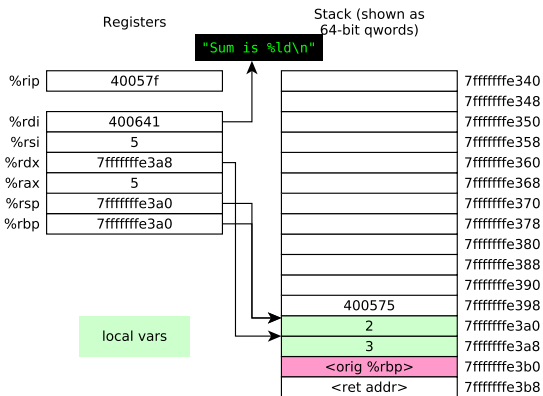 Registers
Stack (shown as
64-bit qwords)
"Sum is %ld\n"
%rip 40057f
%rdi 400641
%rsi 5
%rdx 7fffffffe3a8
%rax 5
%rsp 7fffffffe3a0
%rbp 7fffffffe3a0
local vars
7fffffffe340
7fffffffe348
7fffffffe350
7fffffffe358
7fffffffe360
7fffffffe368
7fffffffe370
7fffffffe378
7fffffffe380
7fffffffe388
7fffffffe390
400575 7fffffffe398
2 7fffffffe3a0
3 7fffffffe3a8
<orig %rbp> 7fffffffe3b0
<ret addr> 7fffffffe3b8